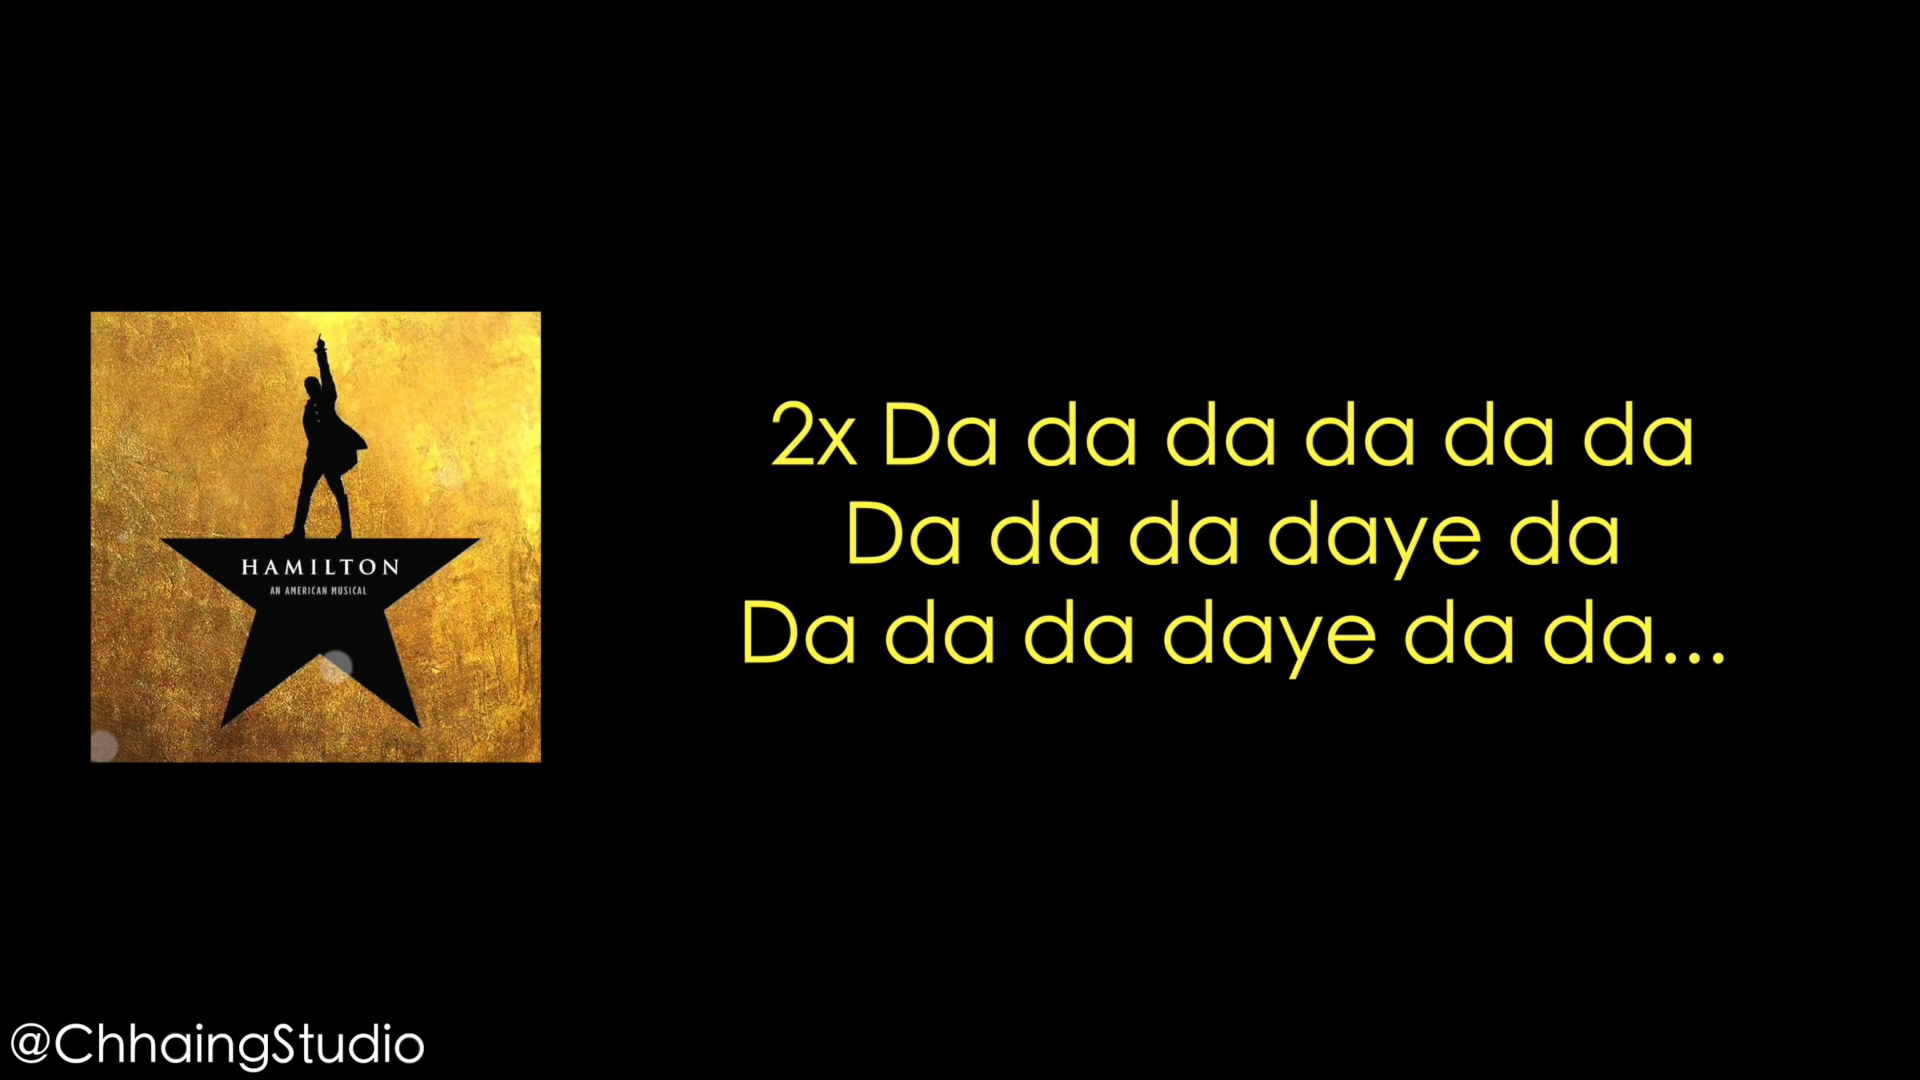 HAMILTON
AN AMERICAN MUSICAL
2x Da da da da da da
Da da da daye da
Da da da daye da da...
@ChhaingStudio